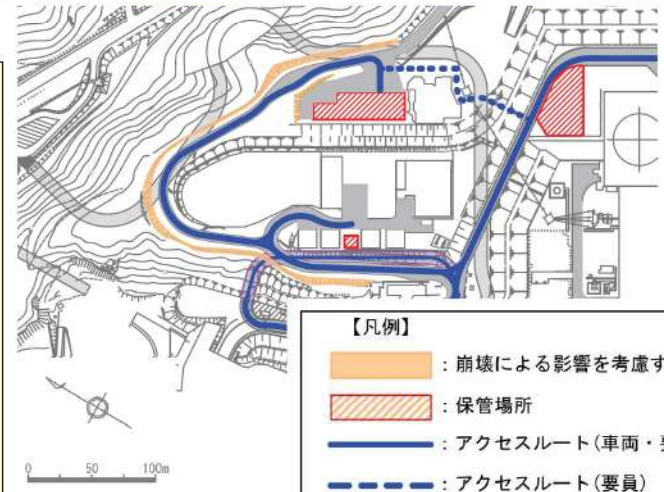 【凡例】
：崩壊による影響を考慮す
：保管場所
：アクセスルート(車両・要
：アクセスルート(要員)
0 50 100m